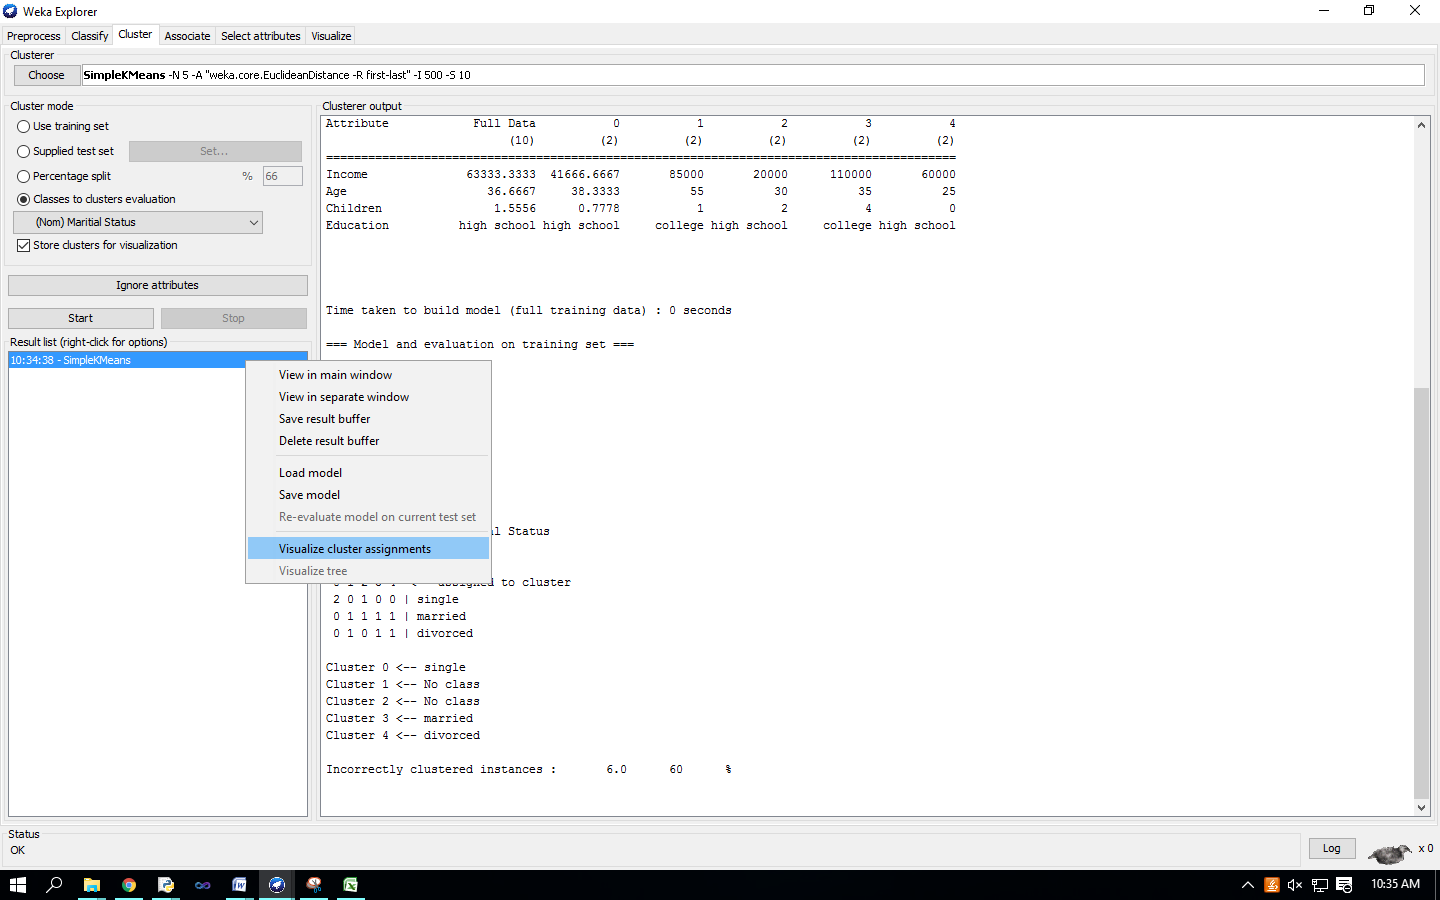 Weka Explorer
Preprocess Classify Cluster Associate Select attributes Visualize
Clusterer
Choose SimpleKMeans -N 5 -A "weka.core.EuclideanDistance -R first-last" -I 500 -S 10
Cluster mode
Use training set
Supplied test set Set...
Percentage split % 66
Classes to clusters evaluation
(Nom) Maritial Status
Store clusters for visualization
Ignore attributes
Start Stop
Result list (right-click for options)
10:34:38 - SimpleKMeans
View in main window
View in separate window
Save result buffer
Delete result buffer
Load model
Save model
Re-evaluate model on current test set
Visualize cluster assignments
Visualize tree
Clusterer output
Attribute Full Data 0 1 2 3 4
(10) (2) (2) (2) (2) (2)
==========================================================================================
Income 63333.3333 41666.6667 85000 20000 110000 60000
Age 36.6667 38.3333 55 30 35 25
Children 1.5556 0.7778 1 2 4 0
Education high school high school college high school college high school
Time taken to build model (full training data) : 0 seconds
=== Model and evaluation on training set ===
l Status
to cluster
2 0 1 0 0 | single
0 1 1 1 1 | married
0 1 0 1 1 | divorced
Cluster 0 <-- single
Cluster 1 <-- No class
Cluster 2 <-- No class
Cluster 3 <-- married
Cluster 4 <-- divorced
Incorrectly clustered instances : 6.0 60 %
Status
OK
Log x 0
10:35 AM